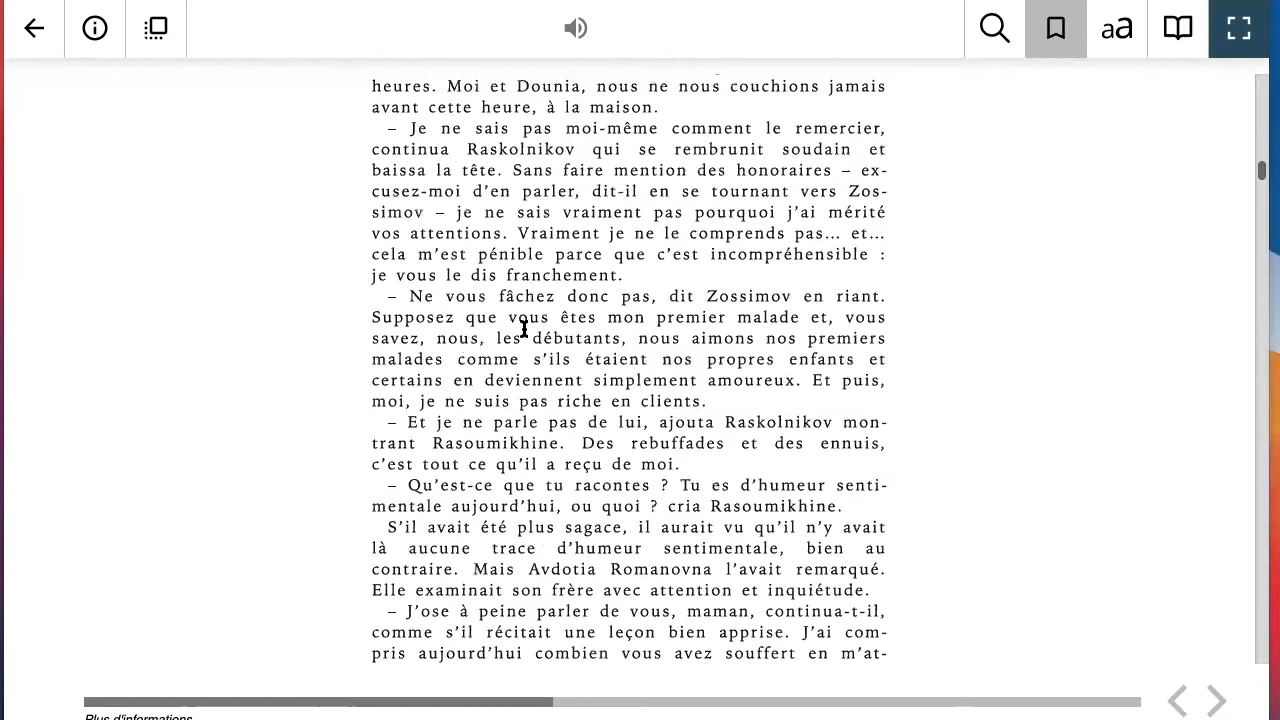 aA
heures. Moi et Dounia, nous ne nous couchions jamais
avant cette heure, à la maison.
– Je ne sais pas moi-même comment le remercier,
continua Raskolnikov qui se rembrunit soudain et
baissa la tête. Sans faire mention des honoraires – ex-
cusez-moi d’en parler, dit-il en se tournant vers Zos-
simov – je ne sais vraiment pas pourquoi j’ai mérité
vos attentions. Vraiment je ne le comprends pas… et…
cela m’est pénible parce que c’est incompréhensible :
je vous le dis franchement.
– Ne vous fâchez donc pas, dit Zossimov en riant.
Supposez que vous êtes mon premier malade et, vous
savez, nous, les débutants, nous aimons nos premiers
malades comme s’ils étaient nos propres enfants et
certains en deviennent simplement amoureux. Et puis,
moi, je ne suis pas riche en clients.
– Et je ne parle pas de lui, ajouta Raskolnikov mon-
trant Rasoumikhine. Des rebuffades et des ennuis,
c’est tout ce qu’il a reçu de moi.
– Qu’est-ce que tu racontes ? Tu es d’humeur senti-
mentale aujourd’hui, ou quoi ? cria Rasoumikhine.
S’il avait été plus sagace, il aurait vu qu’il n’y avait
là aucune trace d’humeur sentimentale, bien au
contraire. Mais Avdotia Romanovna l’avait remarqué.
Elle examinait son frère avec attention et inquiétude.
– J’ose à peine parler de vous, maman, continua-t-il,
comme s’il récitait une leçon bien apprise. J’ai com-
pris aujourd’hui combien vous avez souffert en m’at-
Plus d'informations